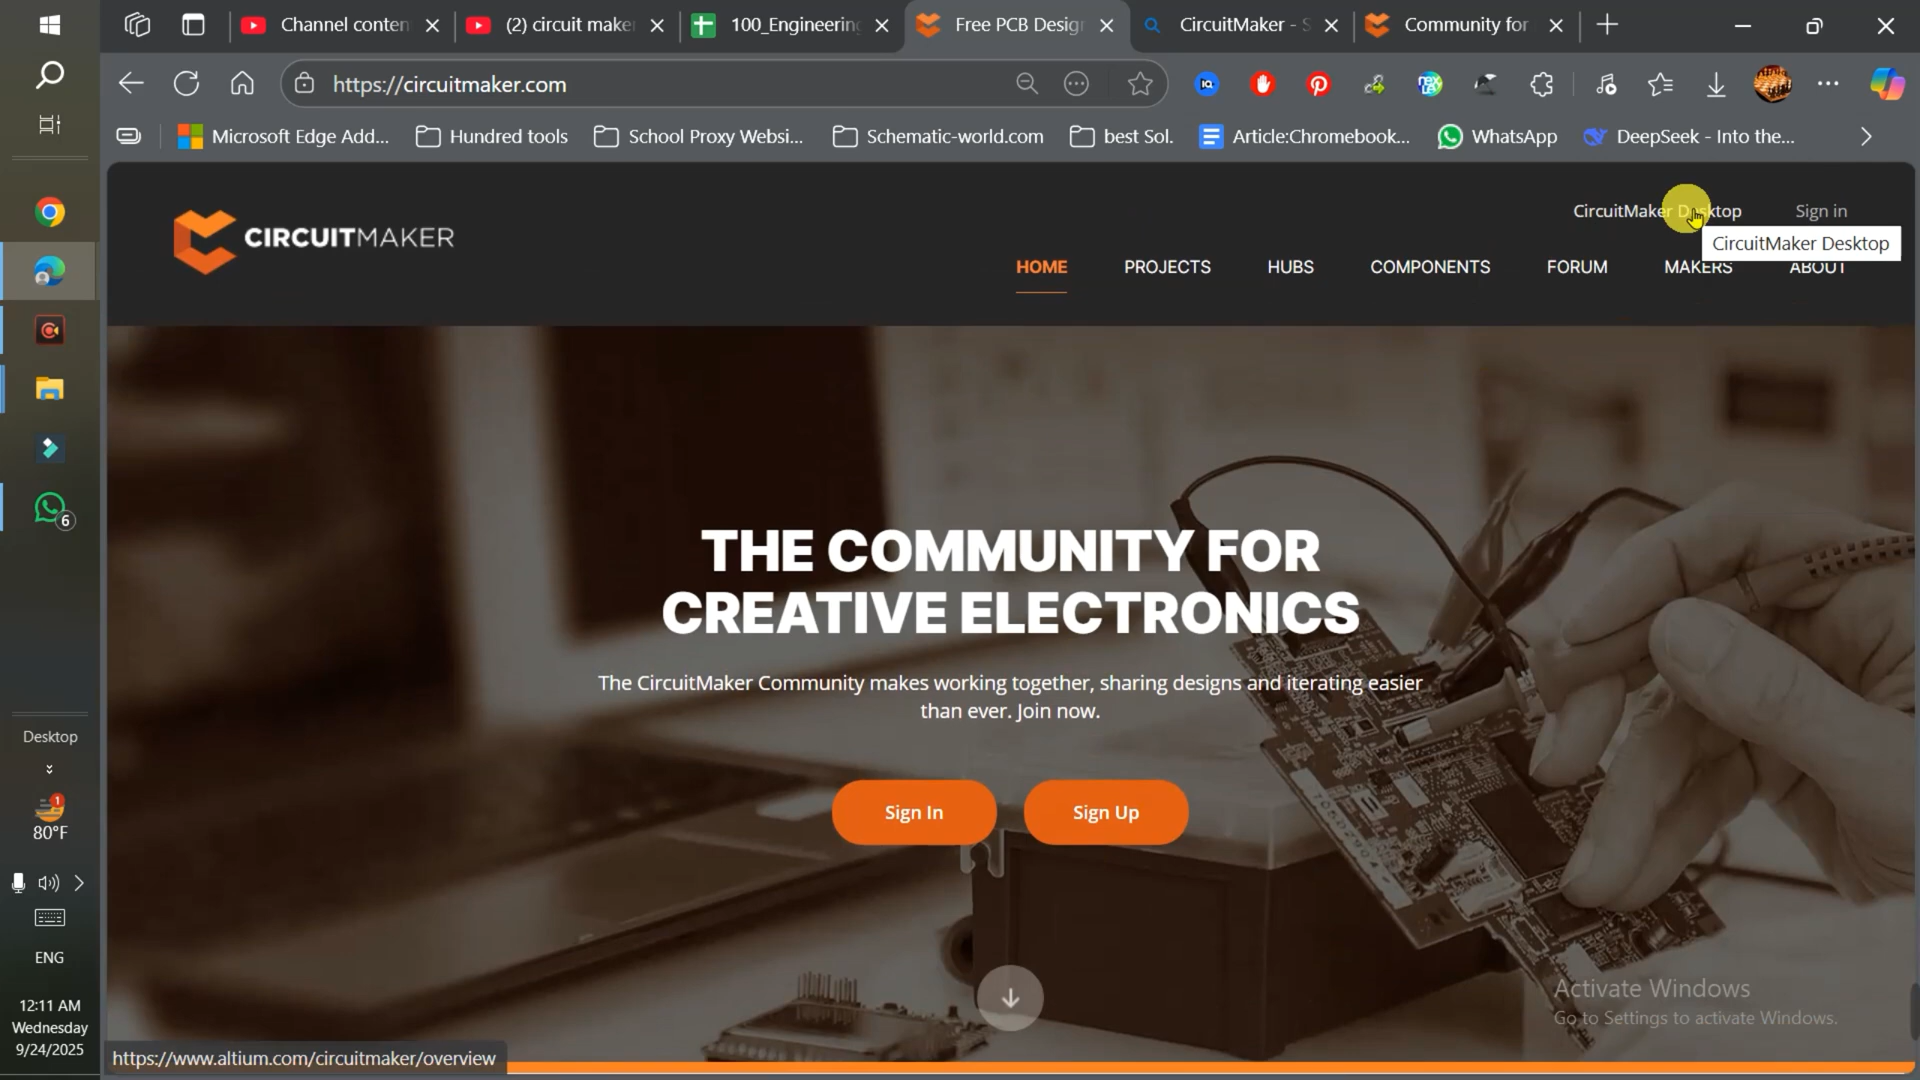 Channel conten
(2) circuit make
100_Engineering
Free PCB Desig
CircuitMaker - S
Community for
https://circuitmaker.com
Microsoft Edge Add...
Hundred tools
School Proxy Websi...
Schematic-world.com
best Sol.
Article:Chromebook...
WhatsApp
DeepSeek - Into the...
CIRCUITMAKER
CircuitMaker Desktop
Sign in
CircuitMaker Desktop
HOME
PROJECTS
HUBS
COMPONENTS
FORUM
MAKERS
ABOUT
THE COMMUNITY FOR
CREATIVE ELECTRONICS
The CircuitMaker Community makes working together, sharing designs and iterating easier
than ever. Join now.
Sign In
Sign Up
Activate Windows
Go to Settings to activate Windows.
https://www.altium.com/circuitmaker/overview
6
Desktop
1
80°F
ENG
12:11 AM
Wednesday
9/24/2025